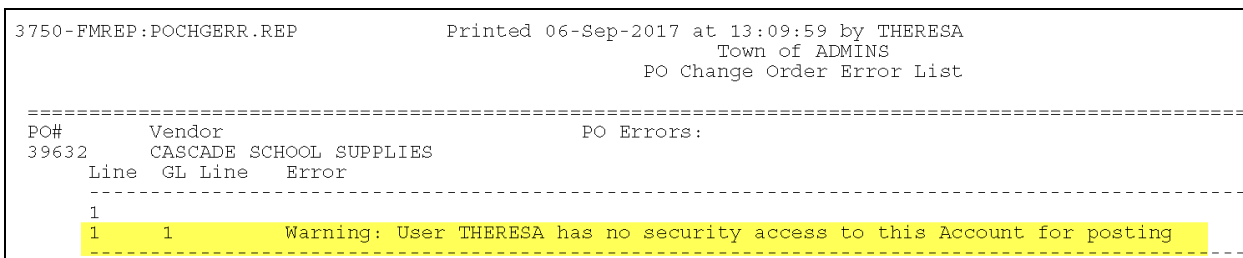 3750-FMREP:POCHGERR.REP Printed 06-Sep-2017 at 13:09:59 by THERESA
Town of ADMINS
PO Change Order Error List
PO# Vendor PO Errors:
39632 CASCADE SCHOOL SUPPLIES
Line GL Line Error
1
1 1 Warning: User THERESA has no security access to this Account for posting